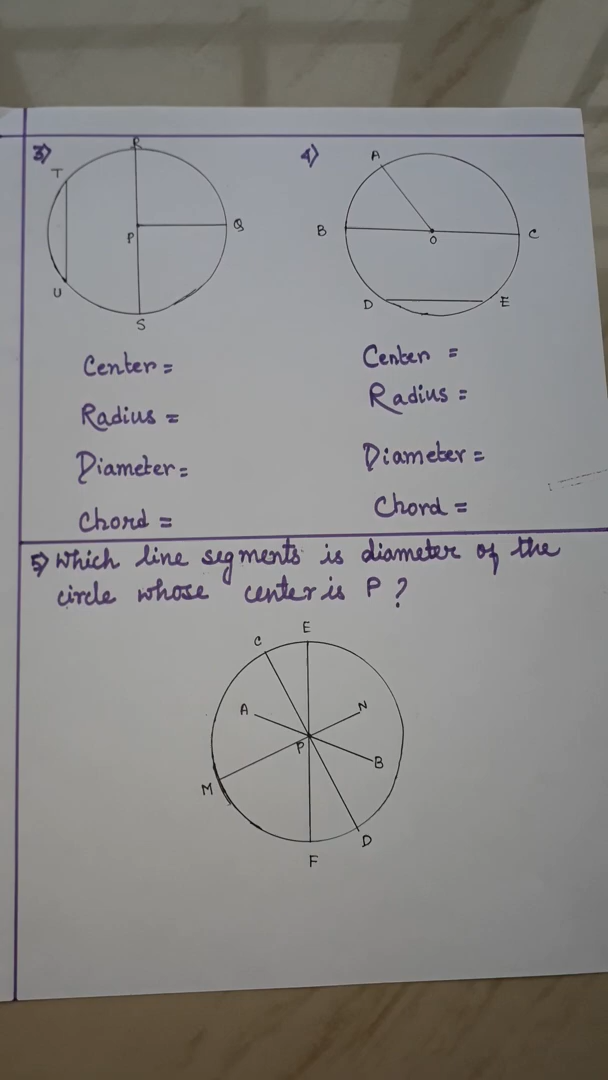 3)
R
T
P
Q
U
S
Center =
Radius =
Diameter =
Chord =
4)
A
B
O
C
D
E
Center =
Radius =
Diameter =
Chord =
5) Which line segments is diameter of the
circle whose center is P ?
E
C
A
N
P
B
M
D
F